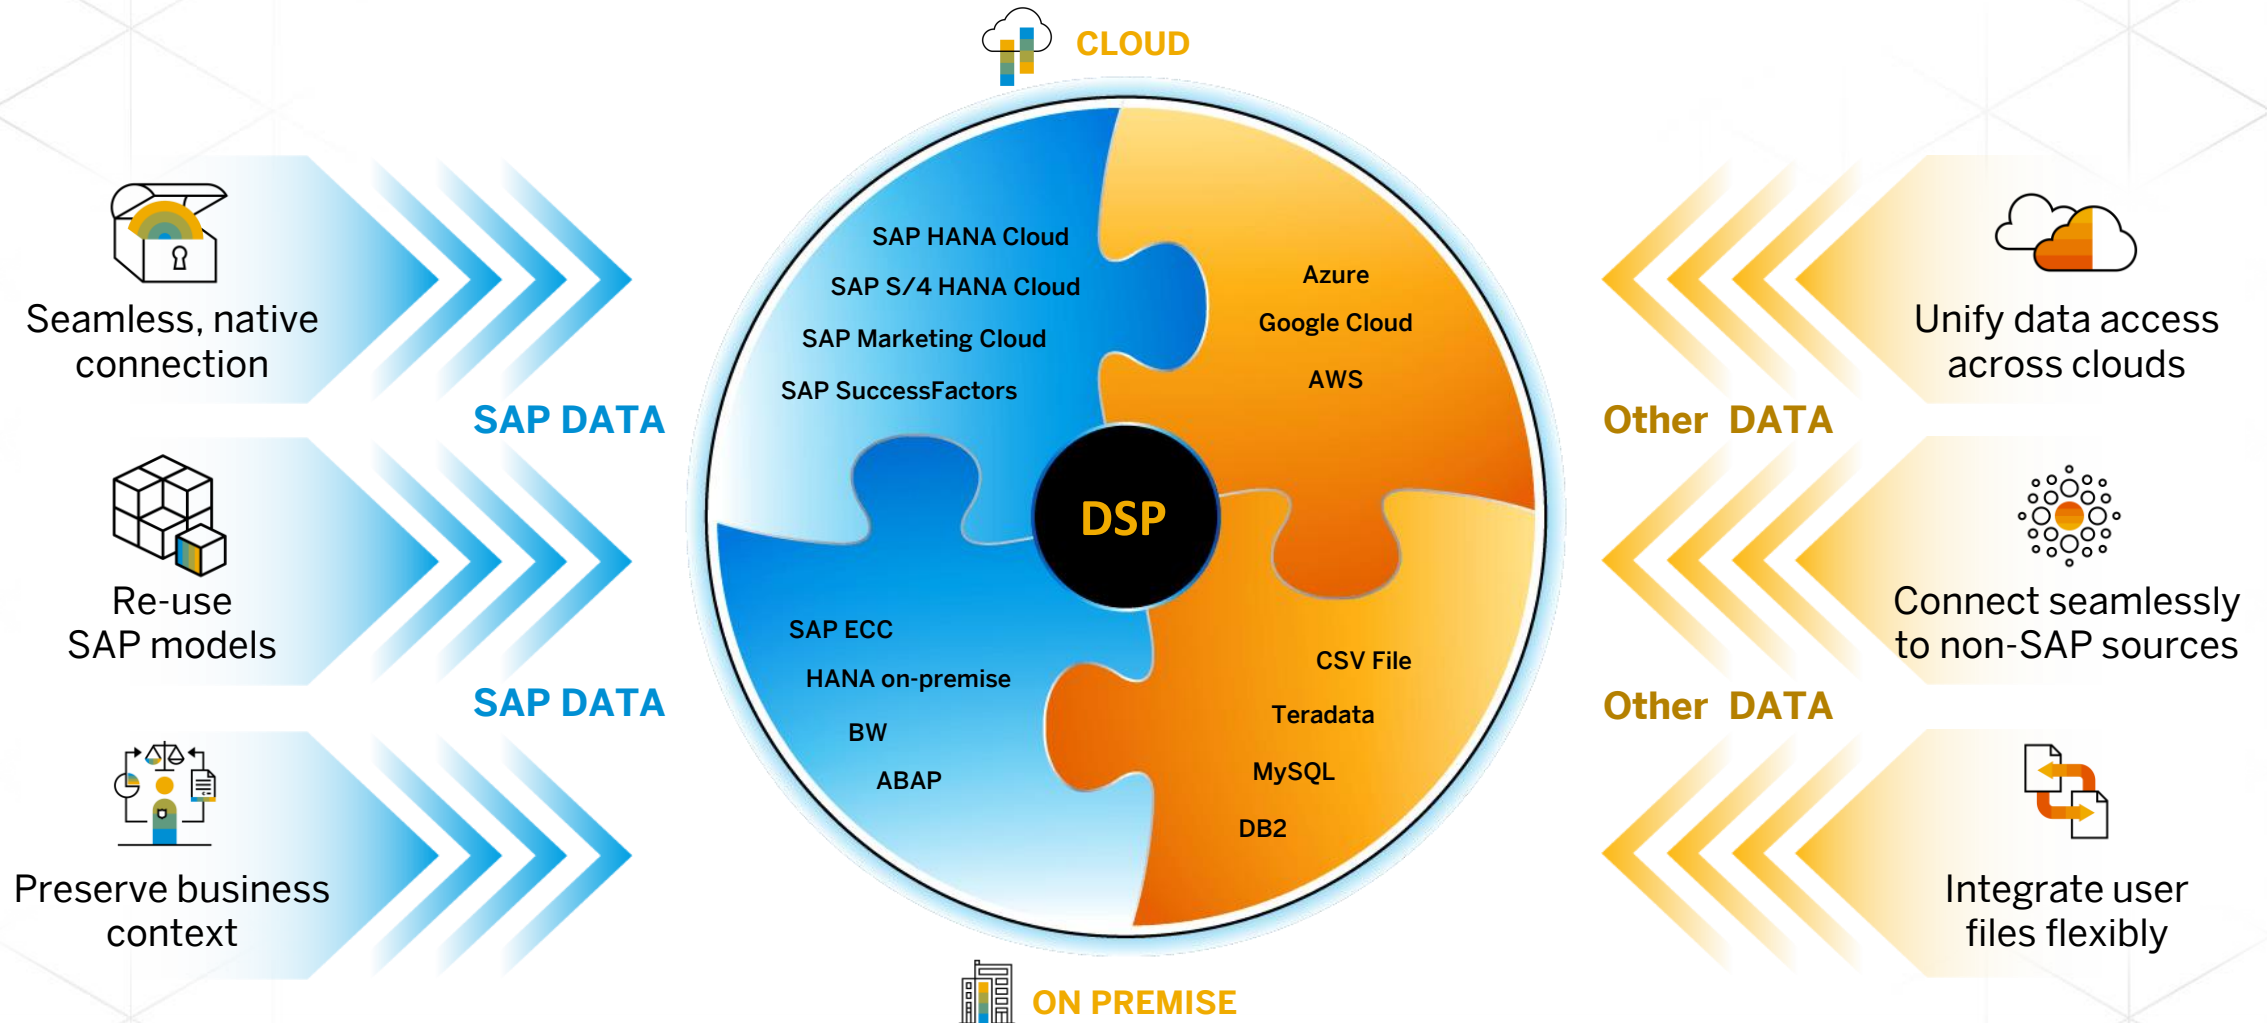 CLOUD
Seamless, native
connection
SAP DATA
Re-use
SAP models
SAP DATA
Preserve business
context
SAP HANA Cloud
SAP S/4 HANA Cloud
SAP Marketing Cloud
SAP SuccessFactors
Azure
Google Cloud
AWS
DSP
SAP ECC
HANA on-premise
BW
ABAP
CSV File
Teradata
MySQL
DB2
Unify data access
across clouds
Other DATA
Connect seamlessly
to non-SAP sources
Other DATA
Integrate user
files flexibly
ON PREMISE